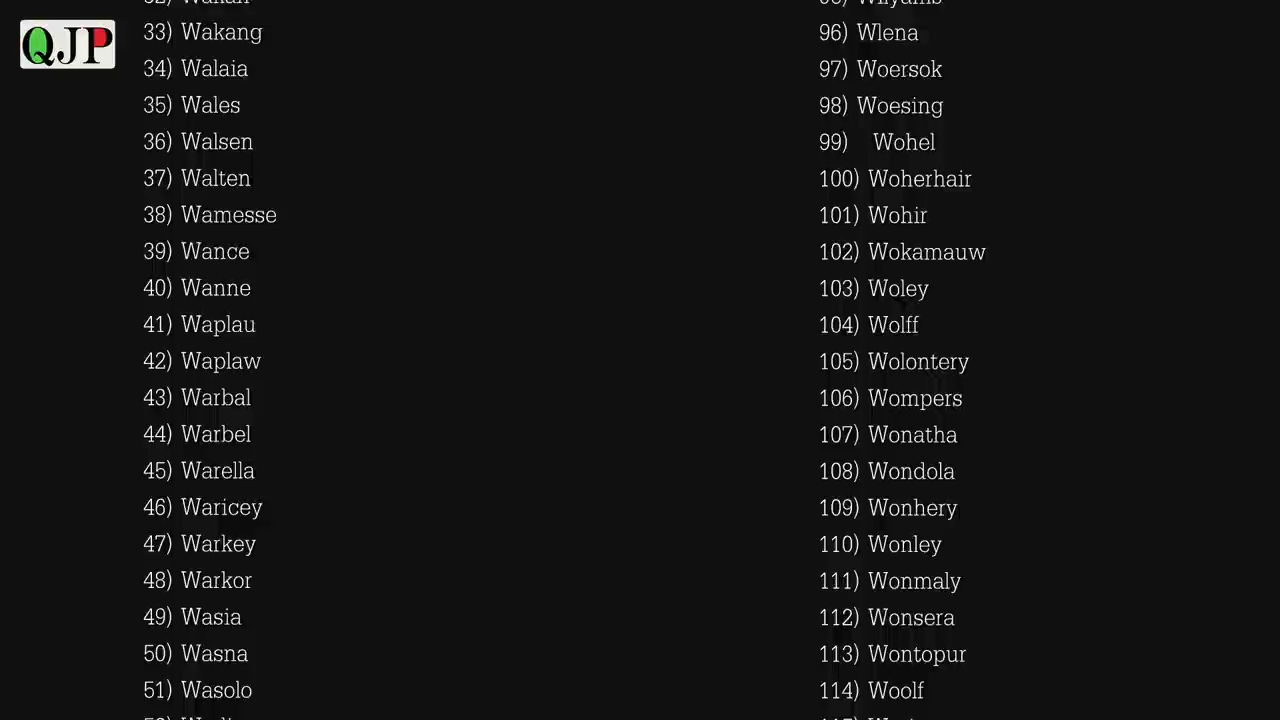 QJP
33) Wakang
34) Walaia
35) Wales
36) Walsen
37) Walten
38) Wamesse
39) Wance
40) Wanne
41) Waplau
42) Waplaw
43) Warbal
44) Warbel
45) Warella
46) Waricey
47) Warkey
48) Warkor
49) Wasia
50) Wasna
51) Wasolo
96) Wlena
97) Woersok
98) Woesing
99) Wohel
100) Woherhair
101) Wohir
102) Wokamauw
103) Woley
104) Wolff
105) Wolontery
106) Wompers
107) Wonatha
108) Wondola
109) Wonhery
110) Wonley
111) Wonmaly
112) Wonsera
113) Wontopur
114) Woolf